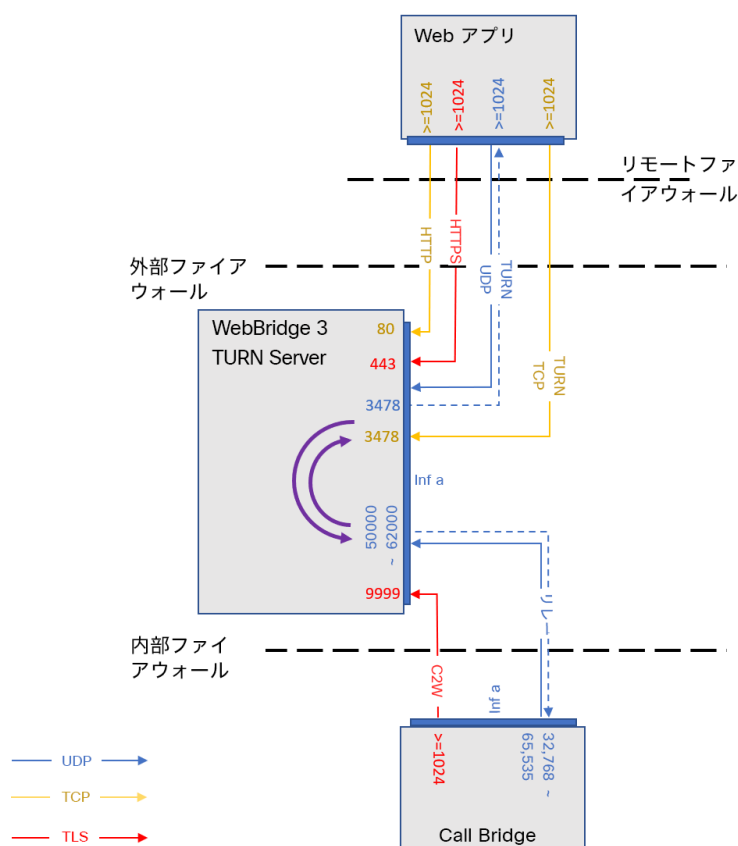 Web アプリ
>=1024
>=1024
>=1024
>=1024
リモートファ
イアウォール
HTTP
HTTPS
TURN
UDP
TURN
TCP
外部ファイア
ウォール
WebBridge 3
TURN Server
80
443
3478
3478
Inf a
50000
~ 62000
9999
リレー
内部ファイ
アウォール
C2W
Inf a
>=1024
32,768 ~
65,535
Call Bridge
UDP
TCP
TLS